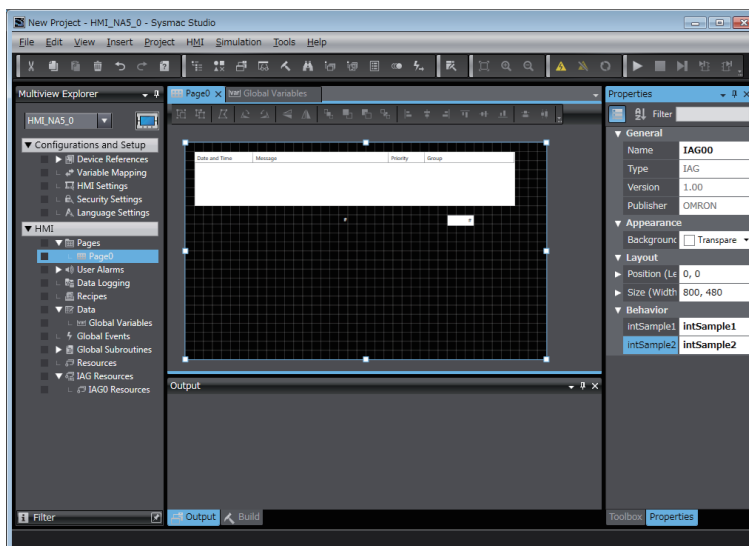 New Project - HMI_NA5_0 - Sysmac Studio
File Edit View Insert Project HMI Simulation Tools Help
Multiview Explorer
HMI_NA5_0
Configurations and Setup
Device References
Variable Mapping
HMI Settings
Security Settings
Language Settings
HMI
Pages
Page0
User Alarms
Data Logging
Recipes
Data
Global Variables
Global Events
Global Subroutines
Resources
IAG Resources
IAG0 Resources
Filter
Page0 Global Variables
Date and Time Message Priority Group
# #
Output
Output Build
Properties
Filter
General
Name IAG00
Type IAG
Version 1.00
Publisher OMRON
Appearance
Backgrounc Transpare
Layout
Position (Le 0, 0
Size (Width 800, 480
Behavior
intSample1 intSample1
intSample2 intSample2
Toolbox Properties